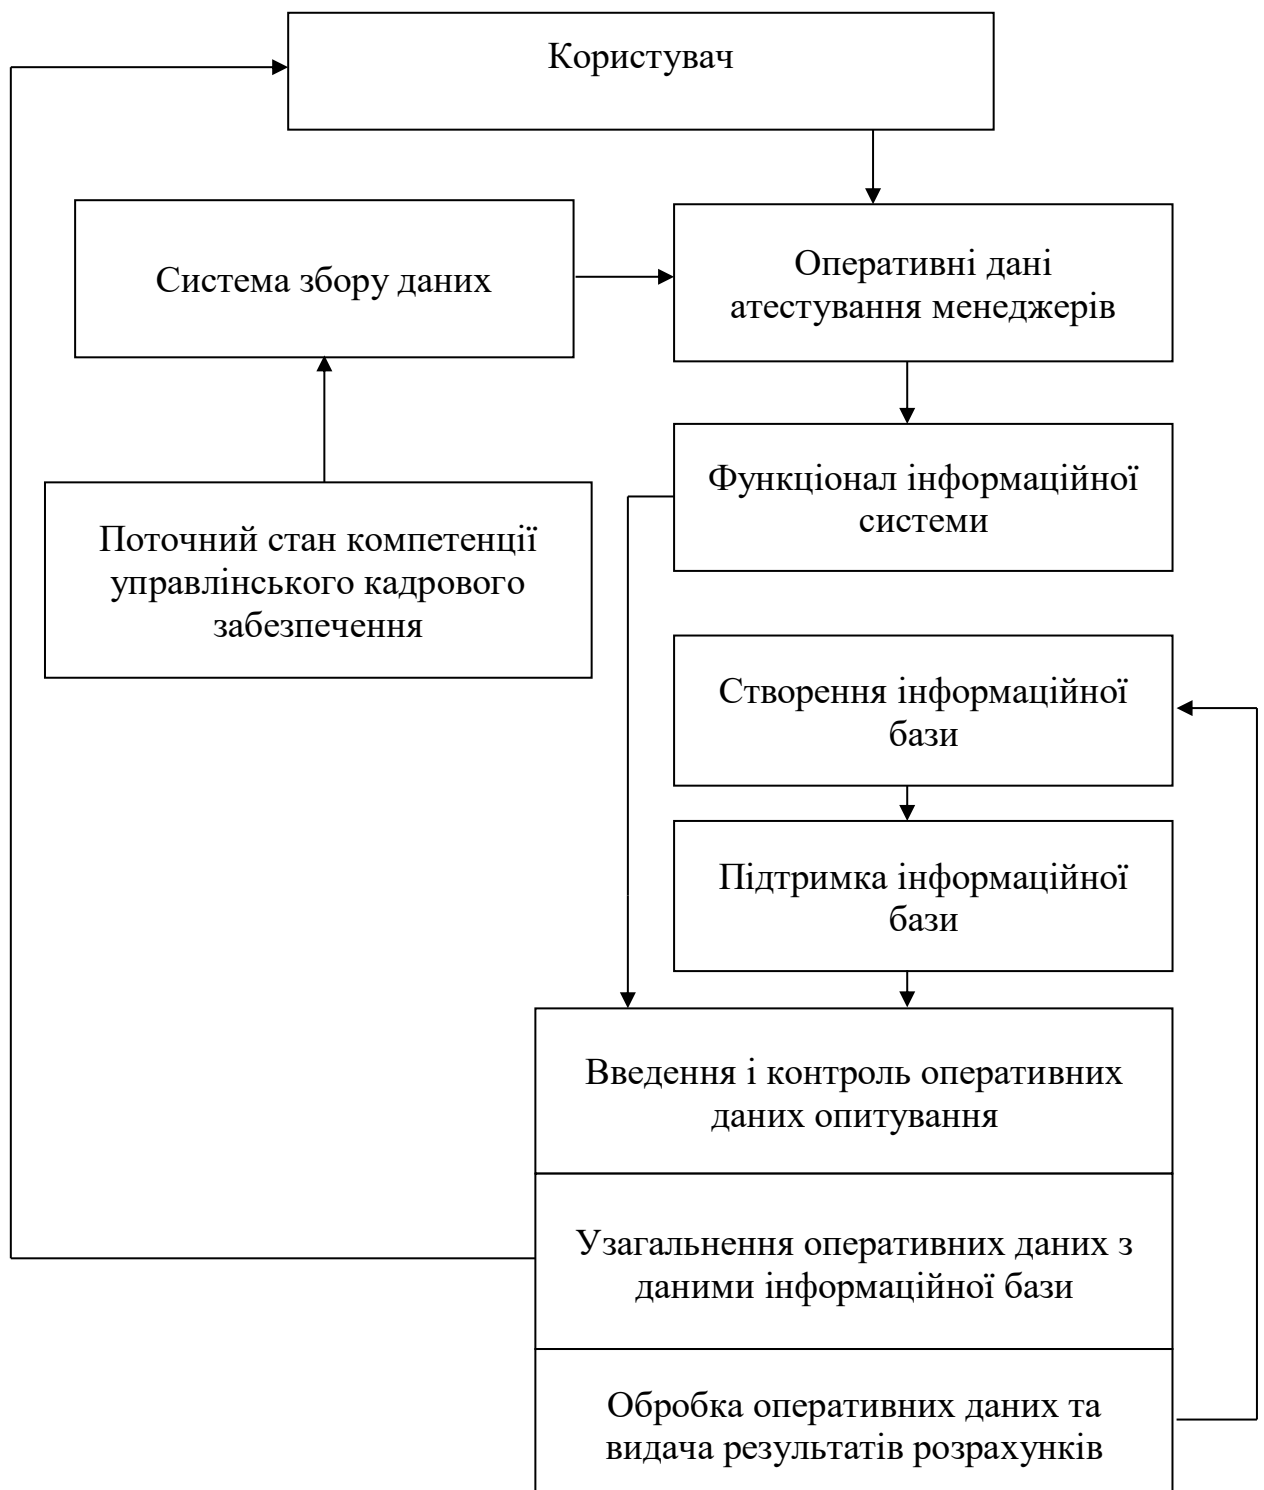 Користувач
Система збору даних
Оперативні дані
атестування менеджерів
Функціонал інформаційної
системи
Поточний стан компетенції
управлінського кадрового
забезпечення
Створення інформаційної
бази
Підтримка інформаційної
бази
Введення і контроль оперативних
даних опитування
Узагальнення оперативних даних з
даними інформаційної бази
Обробка оперативних даних та
видача результатів розрахунків